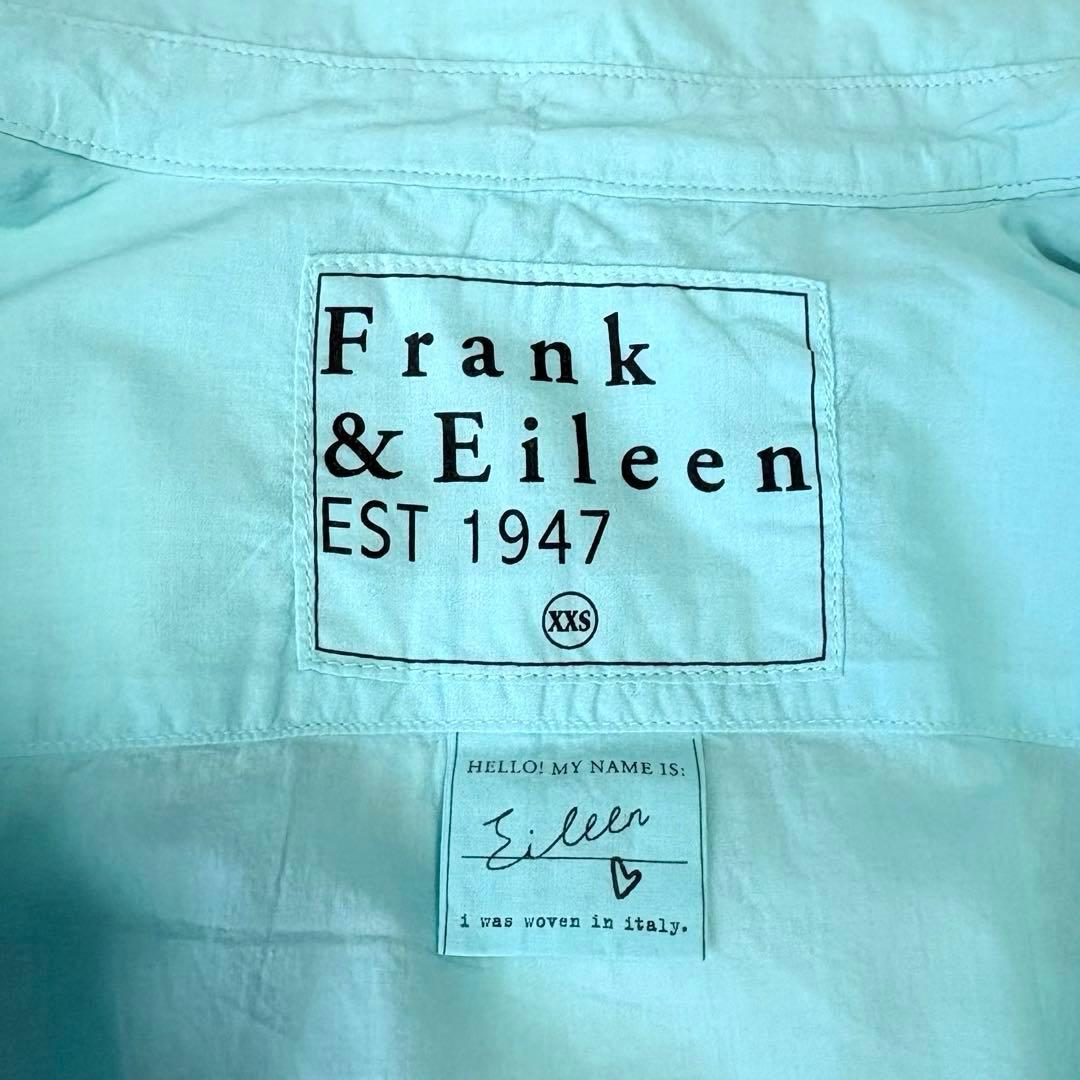 Frank
& Eileen
EST 1947
XXS
HELLO! MY NAME IS:
Eileen
i was woven in italy.